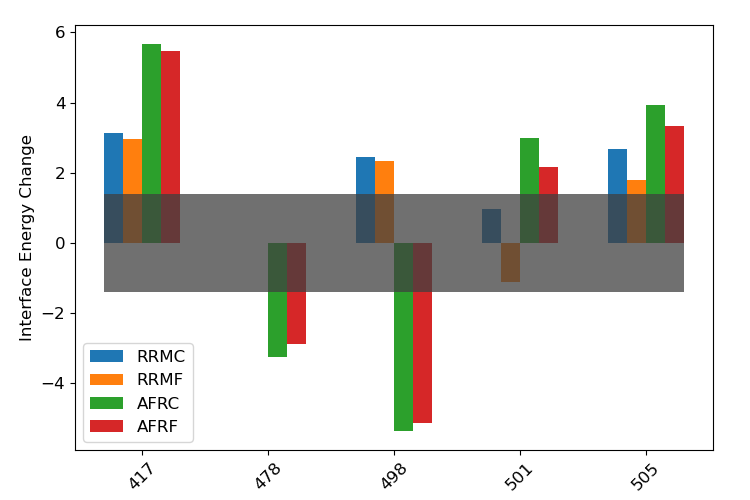 Interface Energy Change
6
4
2
0
−2
−4
RRMC
RRMF
AFRC
AFRF
417
478
498
501
505